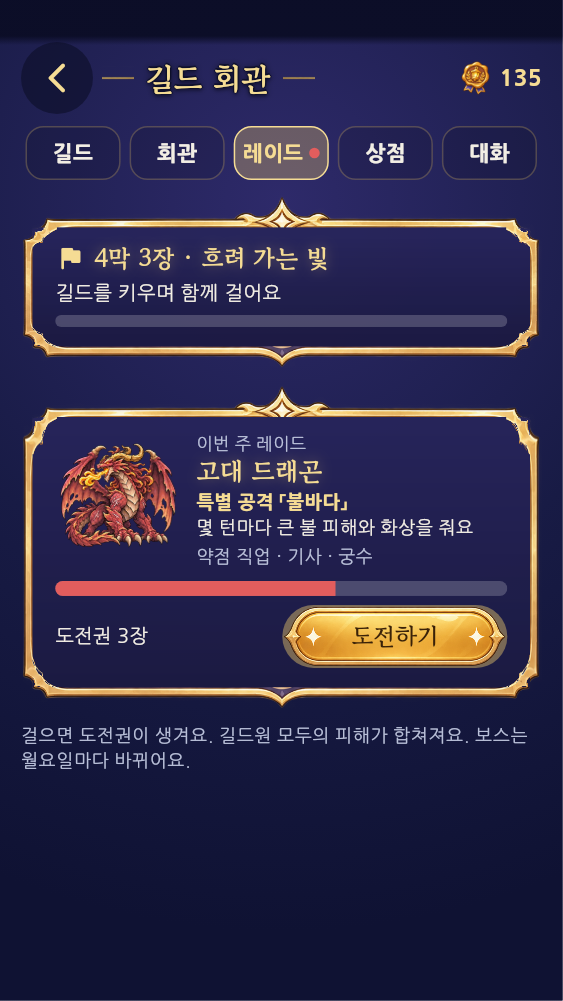 길드 회관
135
길드
회관
레이드
상점
대화
4막 3장 · 흐려 가는 빛
길드를 키우며 함께 걸어요
이번 주 레이드
고대 드래곤
특별 공격 「불바다」
몇 턴마다 큰 불 피해와 화상을 줘요
약점 직업 · 기사 · 궁수
도전권 3장
도전하기
걸으면 도전권이 생겨요. 길드원 모두의 피해가 합쳐져요. 보스는
월요일마다 바뀌어요.